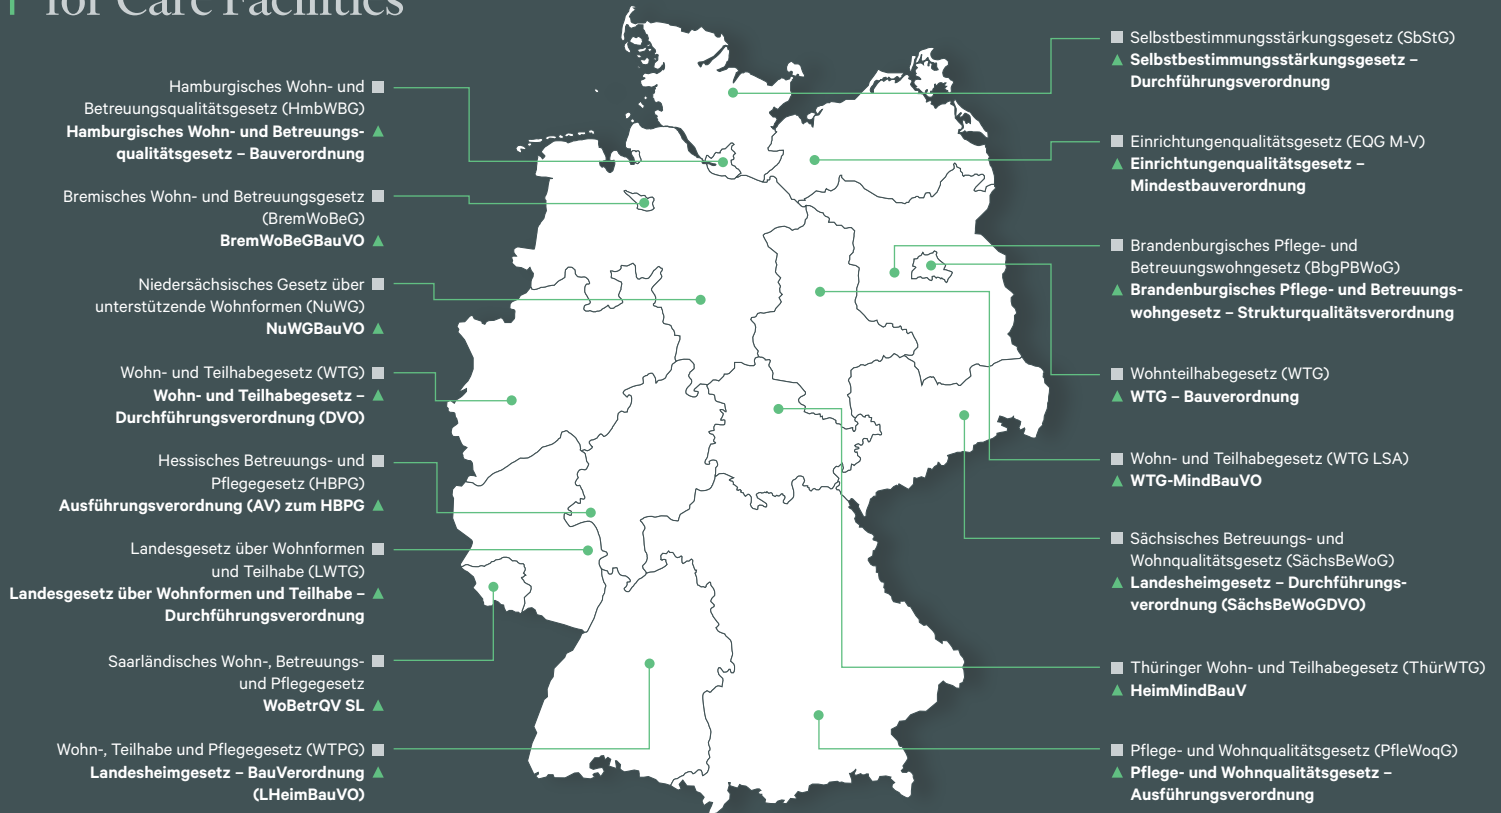 for Care Facilities
Hamburgisches Wohn- und
Betreuungsqualitätsgesetz (HmbWBG)
Hamburgisches Wohn- und Betreuungs-
qualitätsgesetz – Bauverordnung
Bremisches Wohn- und Betreuungsgesetz
(BremWoBeG)
BremWoBeGBauVO
Niedersächsisches Gesetz über
unterstützende Wohnformen (NuWG)
NuWGBauVO
Wohn- und Teilhabegesetz (WTG)
Wohn- und Teilhabegesetz –
Durchführungsverordnung (DVO)
Hessisches Betreuungs- und
Pflegegesetz (HBPG)
Ausführungsverordnung (AV) zum HBPG
Landesgesetz über Wohnformen
und Teilhabe (LWTG)
Landesgesetz über Wohnformen und Teilhabe –
Durchführungsverordnung
Saarländisches Wohn-, Betreuungs-
und Pflegegesetz
WoBetrQV SL
Wohn-, Teilhabe und Pflegegesetz (WTPG)
Landesheimgesetz – BauVerordnung
(LHeimBauVO)
Selbstbestimmungsstärkungsgesetz (SbStG)
Selbstbestimmungsstärkungsgesetz –
Durchführungsverordnung
Einrichtungenqualitätsgesetz (EQG M-V)
Einrichtungenqualitätsgesetz –
Mindestbauverordnung
Brandenburgisches Pflege- und
Betreuungswohngesetz (BbgPBWoG)
Brandenburgisches Pflege- und Betreuungs-
wohngesetz – Strukturqualitätsverordnung
Wohnteilhabegesetz (WTG)
WTG – Bauverordnung
Wohn- und Teilhabegesetz (WTG LSA)
WTG-MindBauVO
Sächsisches Betreuungs- und
Wohnqualitätsgesetz (SächsBeWoG)
Landesheimgesetz – Durchführungs-
verordnung (SächsBeWoGDVO)
Thüringer Wohn- und Teilhabegesetz (ThürWTG)
HeimMindBauV
Pflege- und Wohnqualitätsgesetz (PfleWoqG)
Pflege- und Wohnqualitätsgesetz –
Ausführungsverordnung